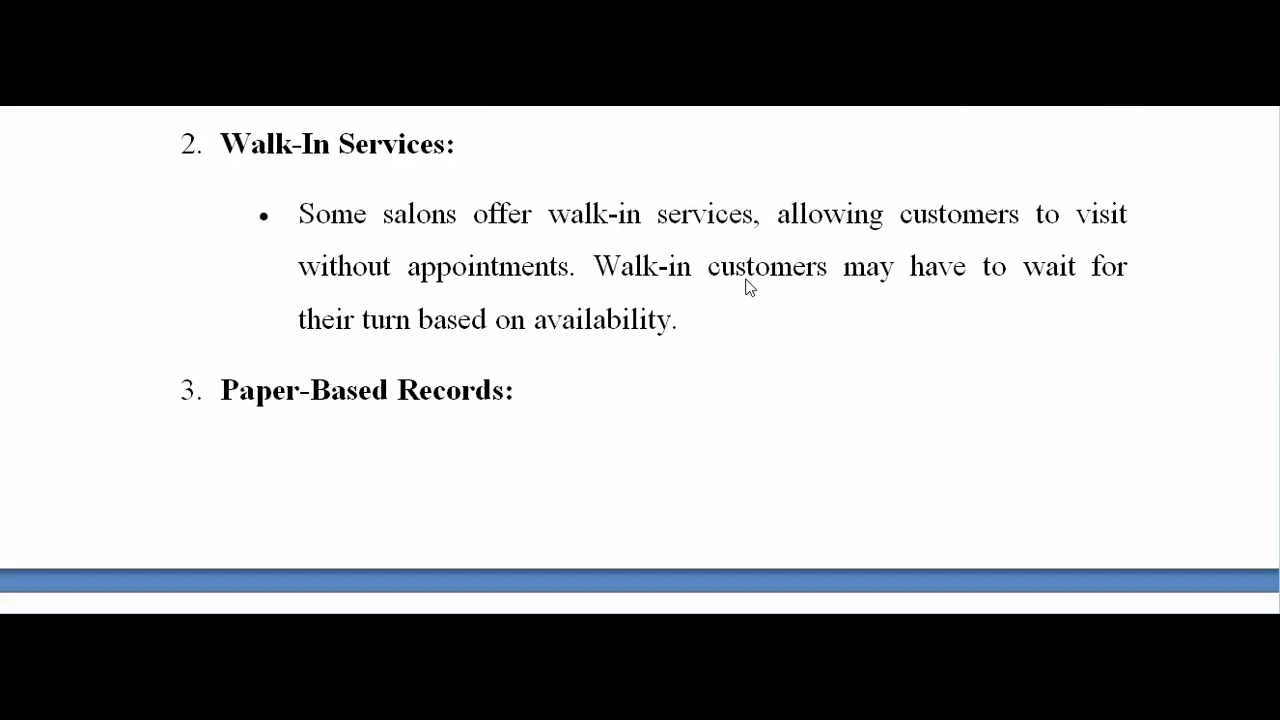 2. Walk-In Services:
• Some salons offer walk-in services, allowing customers to visit
without appointments. Walk-in customers may have to wait for
their turn based on availability.
3. Paper-Based Records: